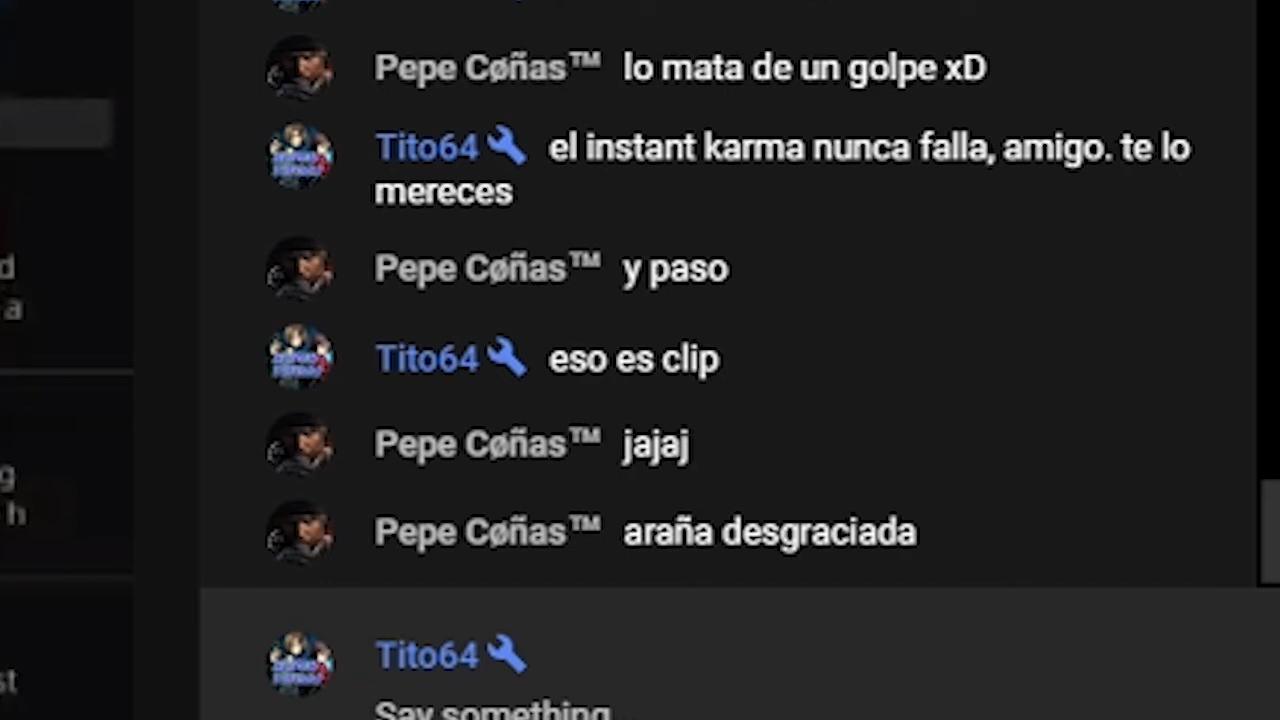 Pepe Cøñas™ lo mata de un golpe xD
Tito64 el instant karma nunca falla, amigo. te lo
mereces
Pepe Cøñas™ y paso
Tito64 eso es clip
Pepe Cøñas™ jajaj
Pepe Cøñas™ araña desgraciada
Tito64
Say something...
d
a
g
h
st